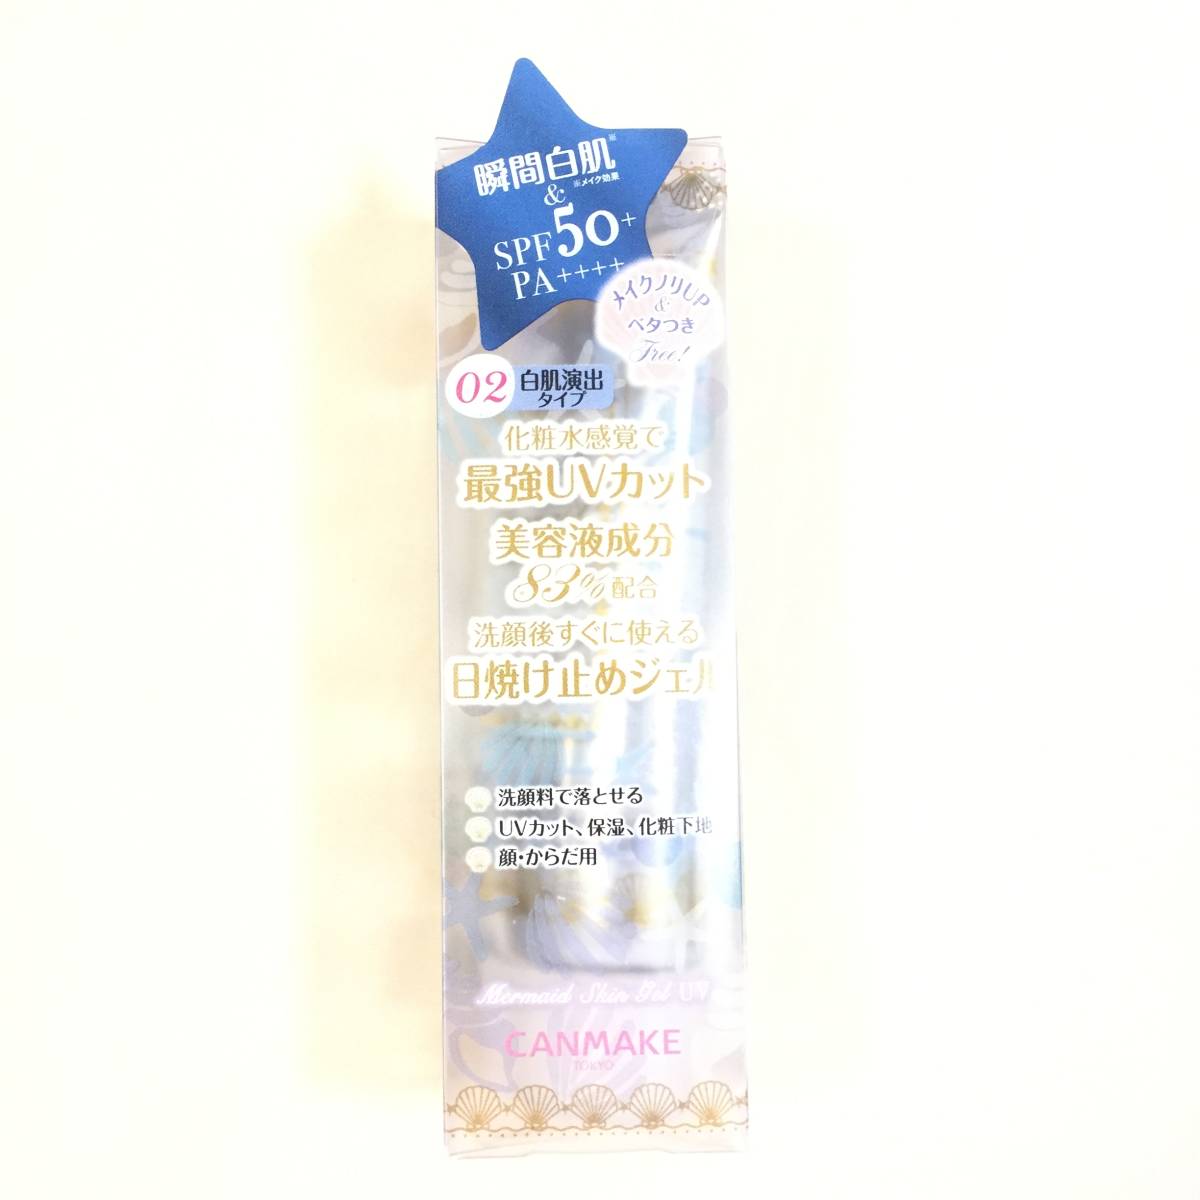 瞬間白肌※
※メイク効果
&
SPF50+
PA++++
メイクノリUP
&
ベタつき
Free!
02 白肌演出
タイプ
化粧水感覚で
最強UVカット
美容液成分
83%配合
洗顔後すぐに使える
日焼け止めジェル
洗顔料で落とせる
UVカット、保湿、化粧下地
顔・からだ用
Mermaid Skin Gel UV
CANMAKE
TOKYO